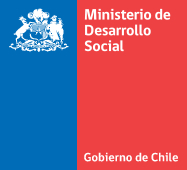 Ministerio de
Desarrollo
Social
Gobierno de Chile